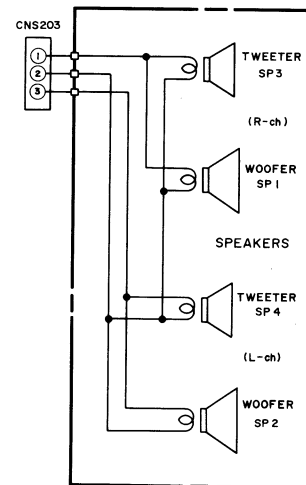 CNS203
1
2
3
TWEETER
SP3
(R-ch)
WOOFER
SP1
SPEAKERS
TWEETER
SP4
(L-ch)
WOOFER
SP2